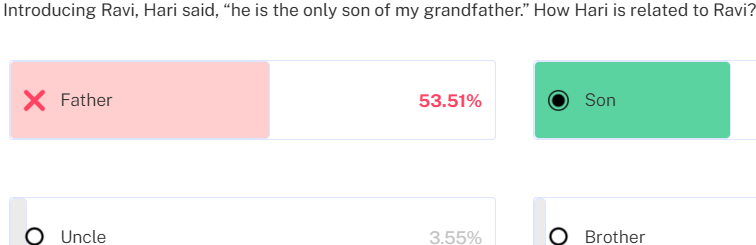 Introducing Ravi, Hari said, “he is the only son of my grandfather.” How Hari is related to Ravi?
Father 53.51% Son
Uncle 3.55% Brother